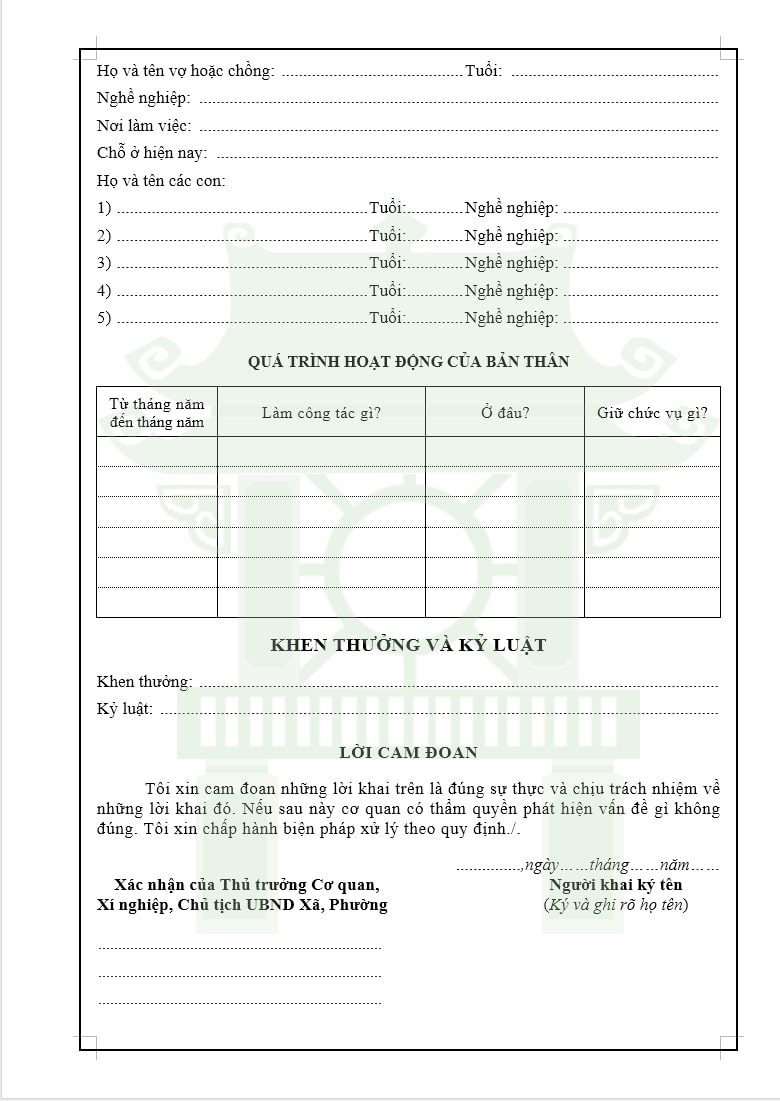 Họ và tên vợ hoặc chồng: ............................................Tuổi: ..................................................
Nghề nghiệp: ..............................................................................................................................
Nơi làm việc: ..............................................................................................................................
Chỗ ở hiện nay: ..........................................................................................................................
Họ và tên các con:
1) .............................................................Tuổi:..............Nghề nghiệp: ......................................
2) .............................................................Tuổi:..............Nghề nghiệp: ......................................
3) .............................................................Tuổi:..............Nghề nghiệp: ......................................
4) .............................................................Tuổi:..............Nghề nghiệp: ......................................
5) .............................................................Tuổi:..............Nghề nghiệp: ......................................
QUÁ TRÌNH HOẠT ĐỘNG CỦA BẢN THÂN
Từ tháng năm
đến tháng năm
Làm công tác gì?
Ở đâu?
Giữ chức vụ gì?
KHEN THƯỞNG VÀ KỶ LUẬT
Khen thưởng: ..............................................................................................................................
Kỷ luật: ........................................................................................................................................
LỜI CAM ĐOAN
Tôi xin cam đoan những lời khai trên là đúng sự thực và chịu trách nhiệm về
những lời khai đó. Nếu sau này cơ quan có thẩm quyền phát hiện vấn đề gì không
đúng. Tôi xin chấp hành biện pháp xử lý theo quy định./.
................,ngày……tháng……năm……
Xác nhận của Thủ trưởng Cơ quan,
Xí nghiệp, Chủ tịch UBND Xã, Phường
Người khai ký tên
(Ký và ghi rõ họ tên)
......................................................................
......................................................................
......................................................................